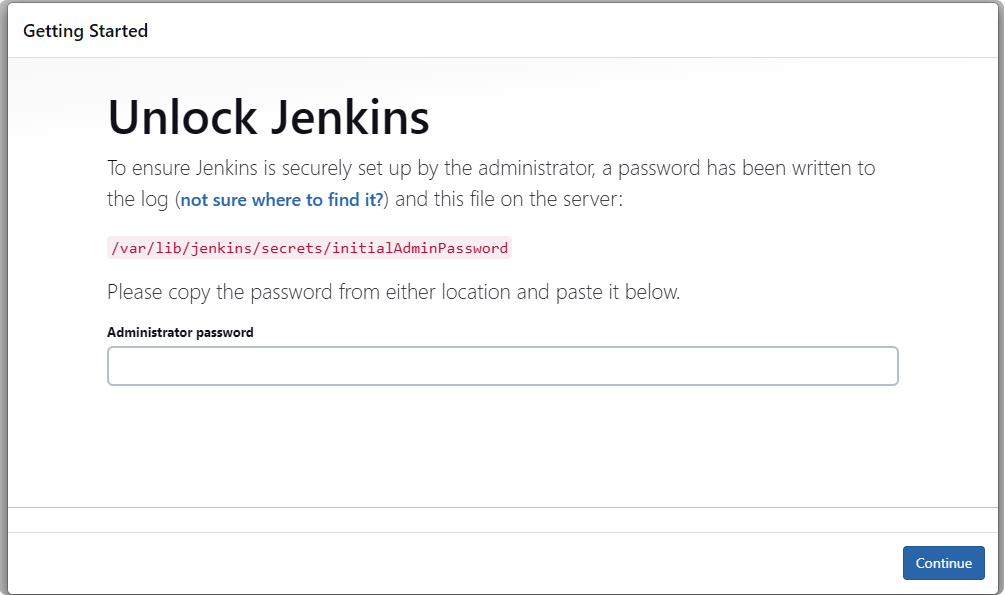 Getting Started
Unlock Jenkins
To ensure Jenkins is securely set up by the administrator, a password has been written to
the log (not sure where to find it?) and this file on the server:
/var/lib/jenkins/secrets/initialAdminPassword
Please copy the password from either location and paste it below.
Administrator password
Continue